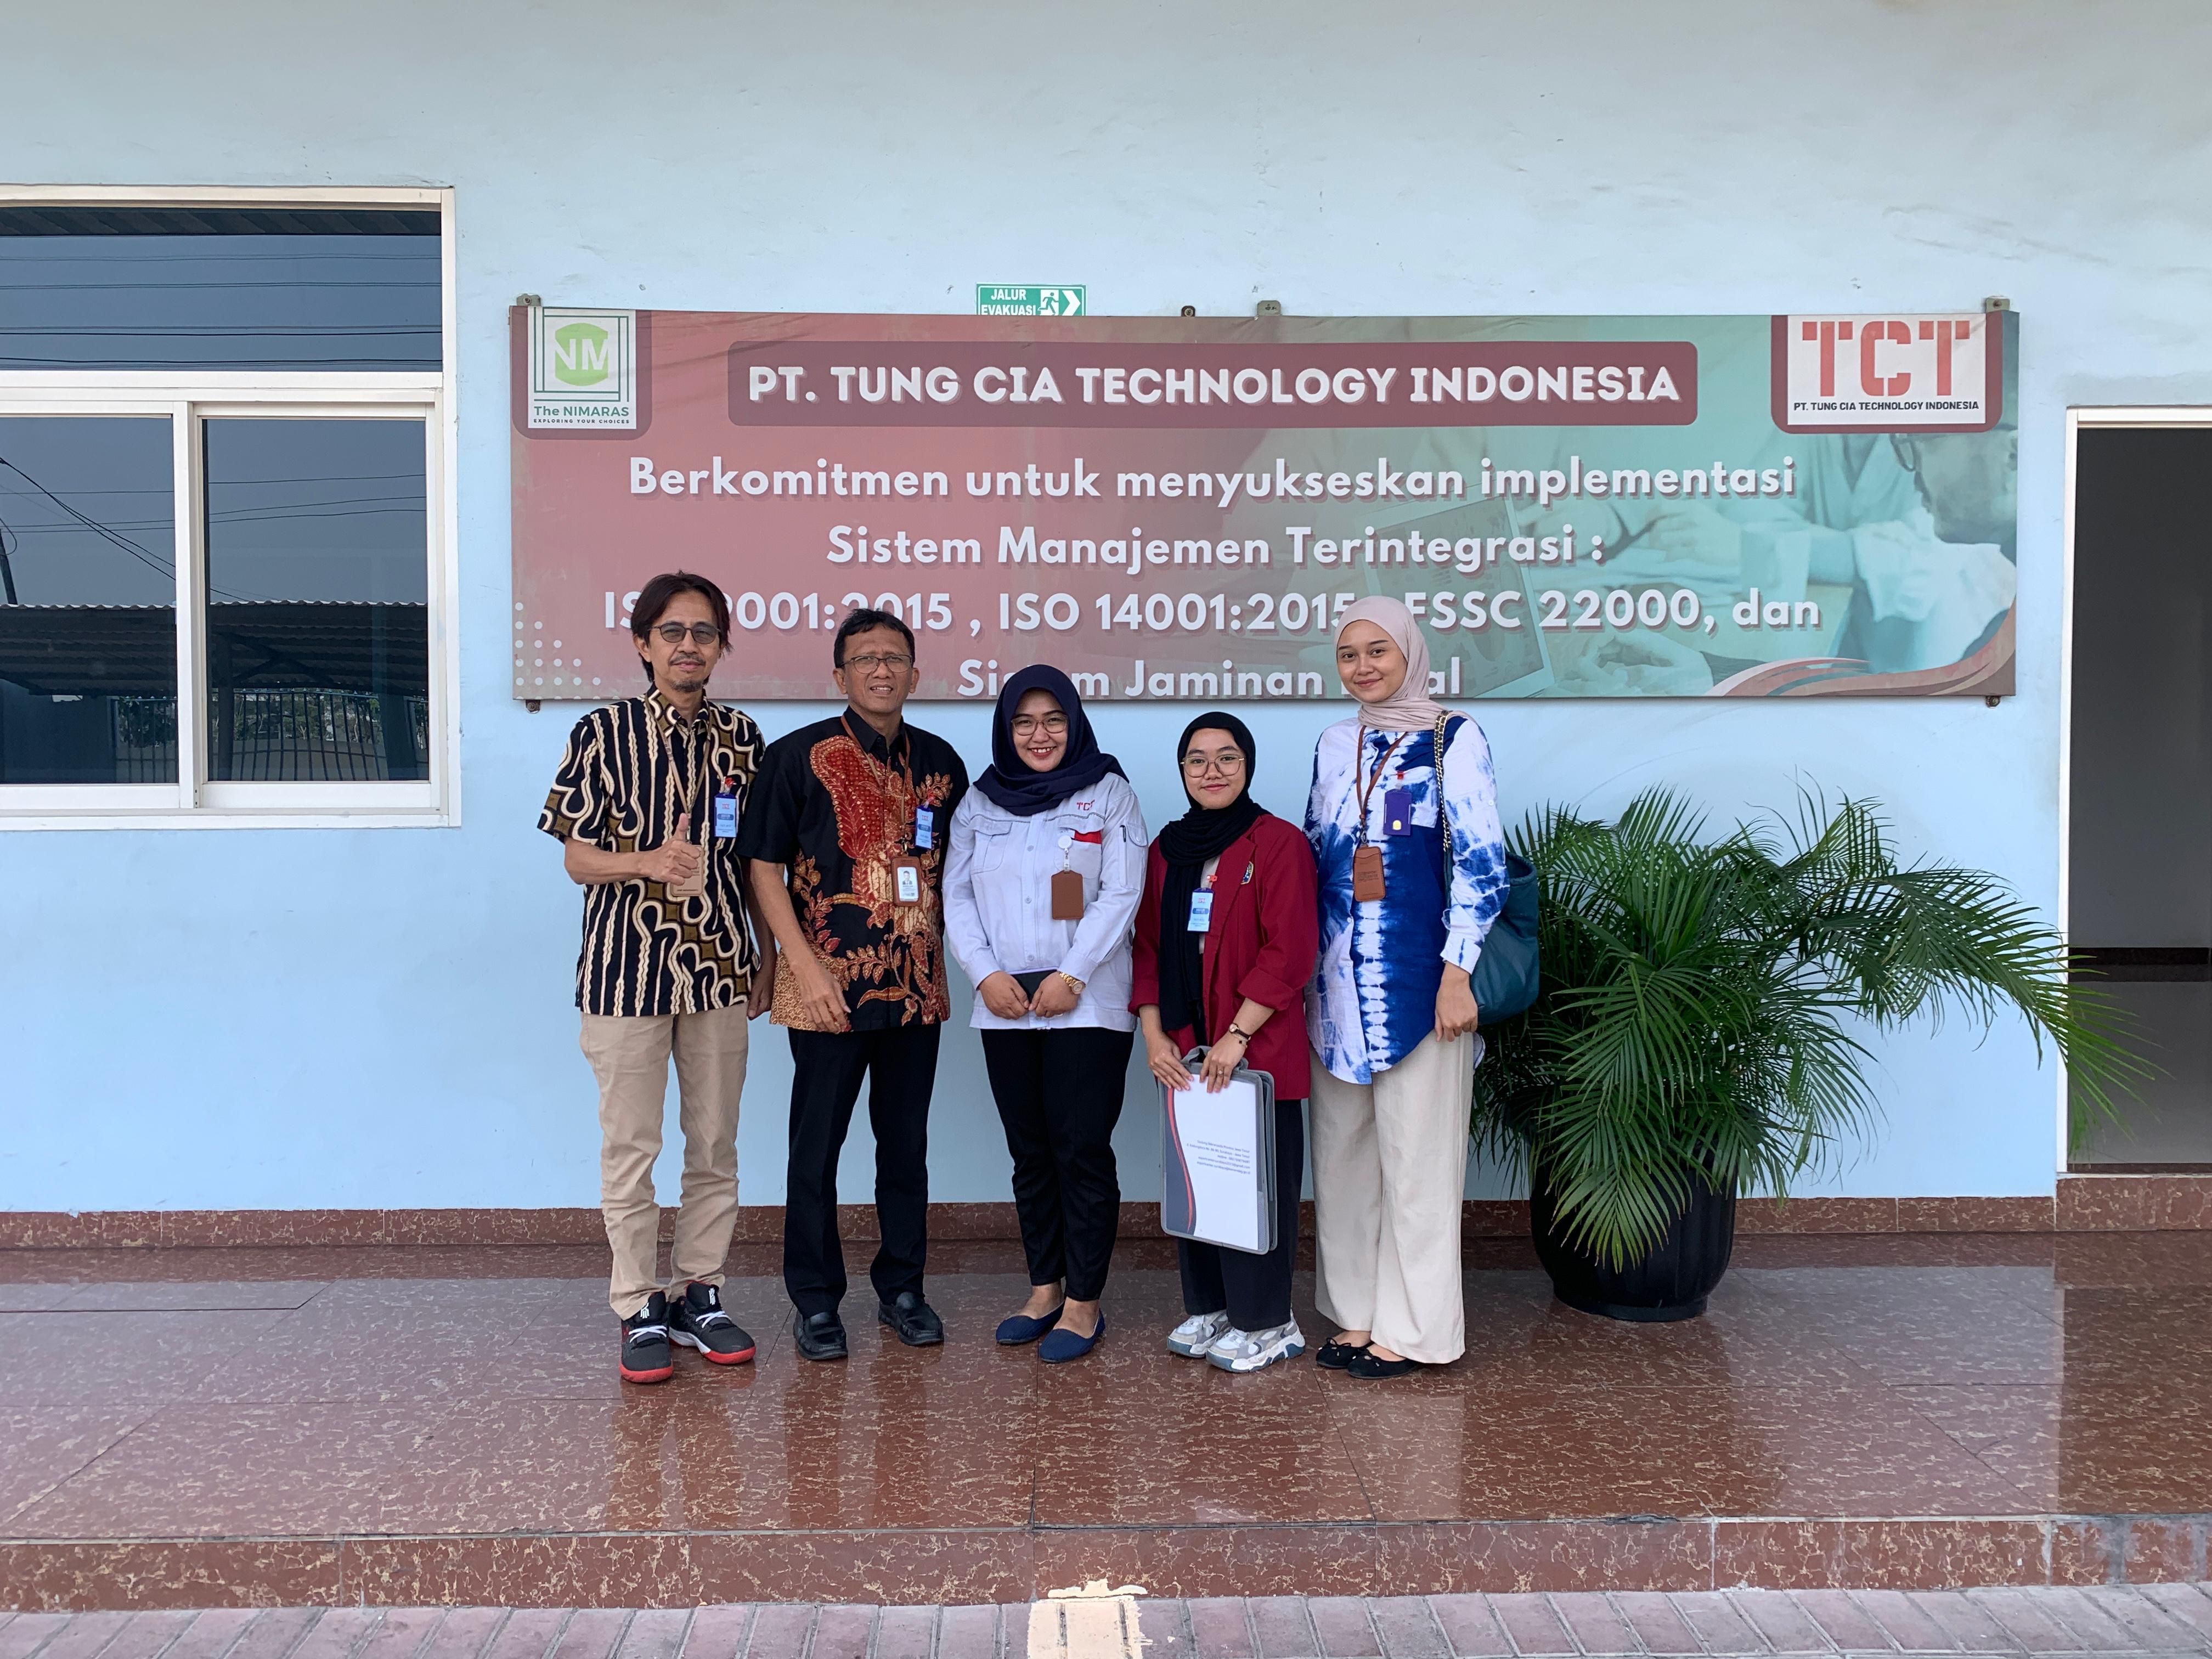 JALUR
EVAKUASI
NM
The NIMARAS
EXPLORING YOUR CHOICES
PT. TUNG CIA TECHNOLOGY INDONESIA
TCT
PT. TUNG CIA TECHNOLOGY INDONESIA
Berkomitmen untuk menyukseskan implementasi
Sistem Manajemen Terintegrasi :
9001:2015 , ISO 14001:2015 FSSC 22000, dan
Jaminan
TCT